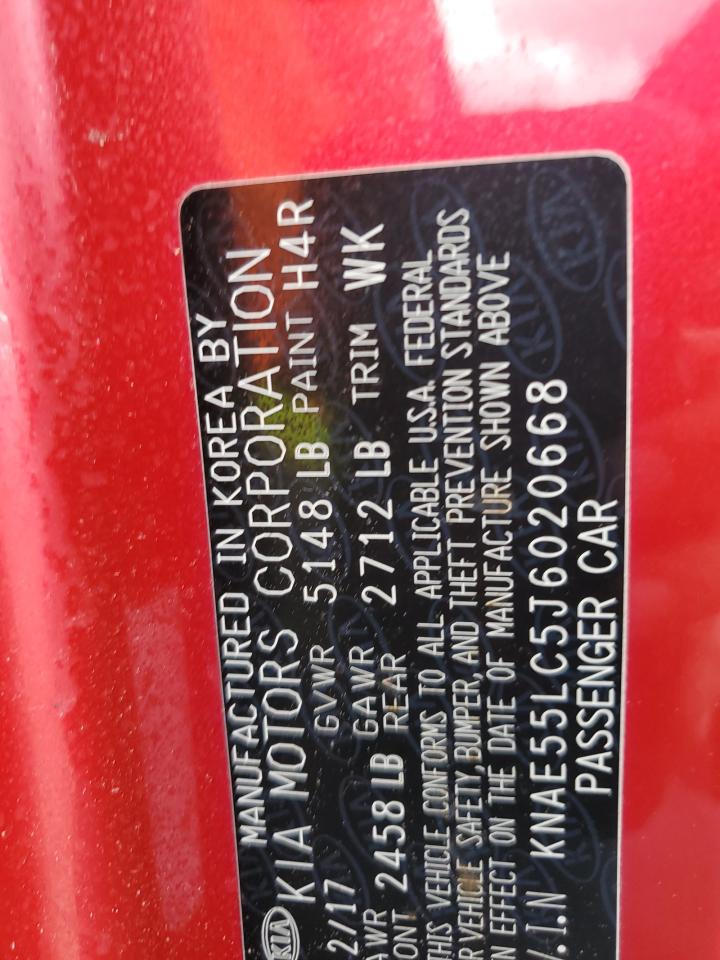 MANUFACTURED IN KOREA BY
KIA KIA MOTORS CORPORATION
2/17 GVWR 5148 LB PAINT H4R
GAWR GAWR
FRONT 2458 LB REAR 2712 LB TRIM WK
THIS VEHICLE CONFORMS TO ALL APPLICABLE U.S.A. FEDERAL
VEHICLE SAFETY, BUMPER, AND THEFT PREVENTION STANDARDS
IN EFFECT ON THE DATE OF MANUFACTURE SHOWN ABOVE
V.I.N KNAE55LC5J6020668
PASSENGER CAR